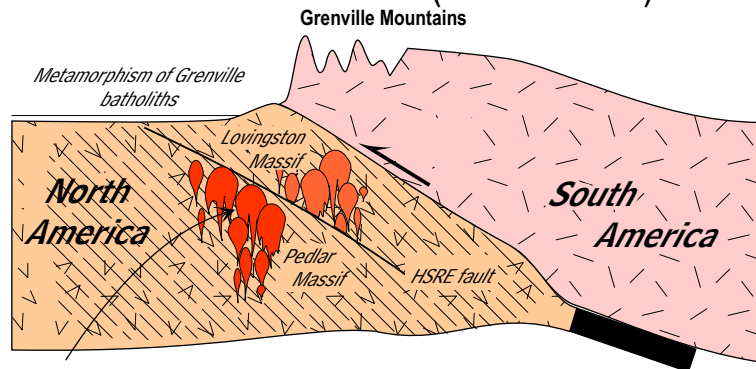 Grenville Mountains
Metamorphism of Grenville
batholiths
Lovingston
Massif
North
America
South
America
Pedlar
Massif
HSRE fault